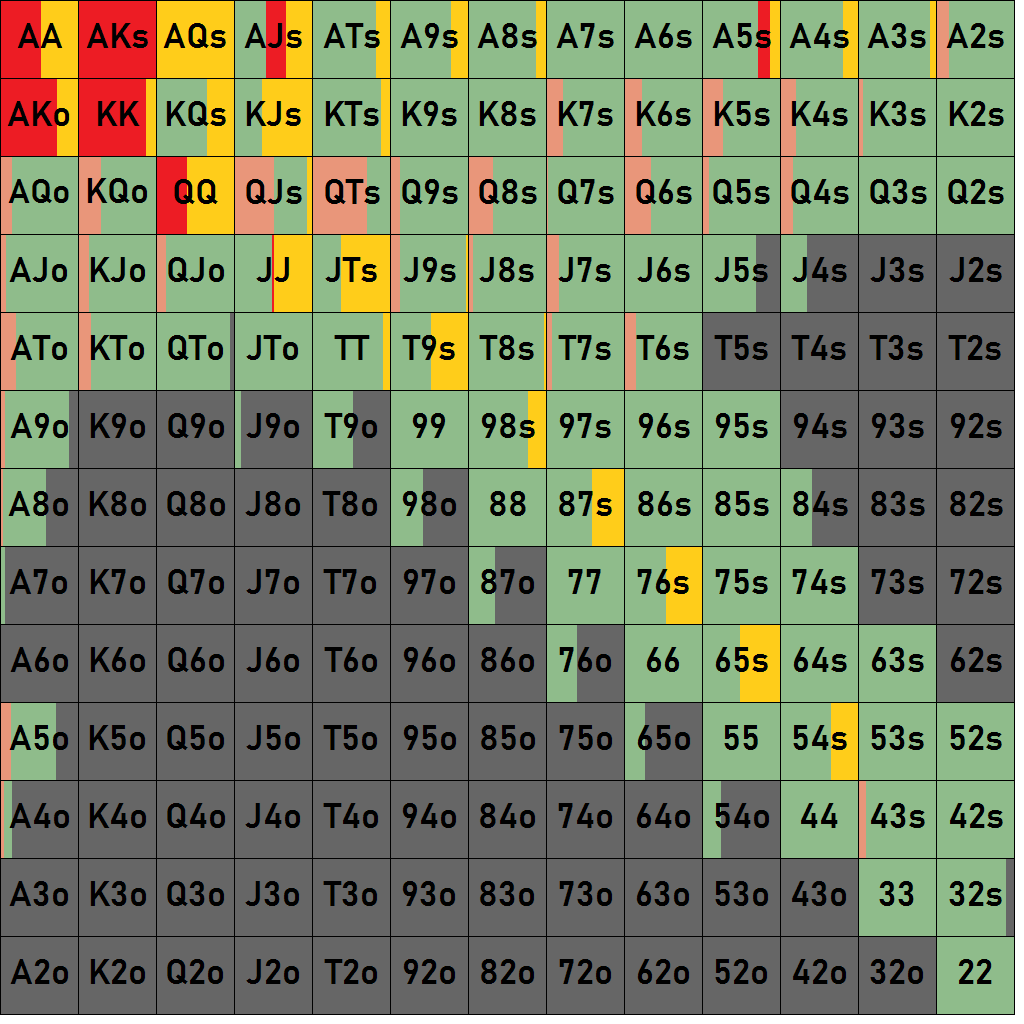 AA AKs AQs AJs ATs A9s A8s A7s A6s A5s A4s A3s A2s
AKo KK KQs KJs KTs K9s K8s K7s K6s K5s K4s K3s K2s
AQo KQo QQ QJs QTs Q9s Q8s Q7s Q6s Q5s Q4s Q3s Q2s
AJo KJo QJo JJ JTs J9s J8s J7s J6s J5s J4s J3s J2s
ATo KTo QTo JTo TT T9s T8s T7s T6s T5s T4s T3s T2s
A9o K9o Q9o J9o T9o 99 98s 97s 96s 95s 94s 93s 92s
A8o K8o Q8o J8o T8o 98o 88 87s 86s 85s 84s 83s 82s
A7o K7o Q7o J7o T7o 97o 87o 77 76s 75s 74s 73s 72s
A6o K6o Q6o J6o T6o 96o 86o 76o 66 65s 64s 63s 62s
A5o K5o Q5o J5o T5o 95o 85o 75o 65o 55 54s 53s 52s
A4o K4o Q4o J4o T4o 94o 84o 74o 64o 54o 44 43s 42s
A3o K3o Q3o J3o T3o 93o 83o 73o 63o 53o 43o 33 32s
A2o K2o Q2o J2o T2o 92o 82o 72o 62o 52o 42o 32o 22